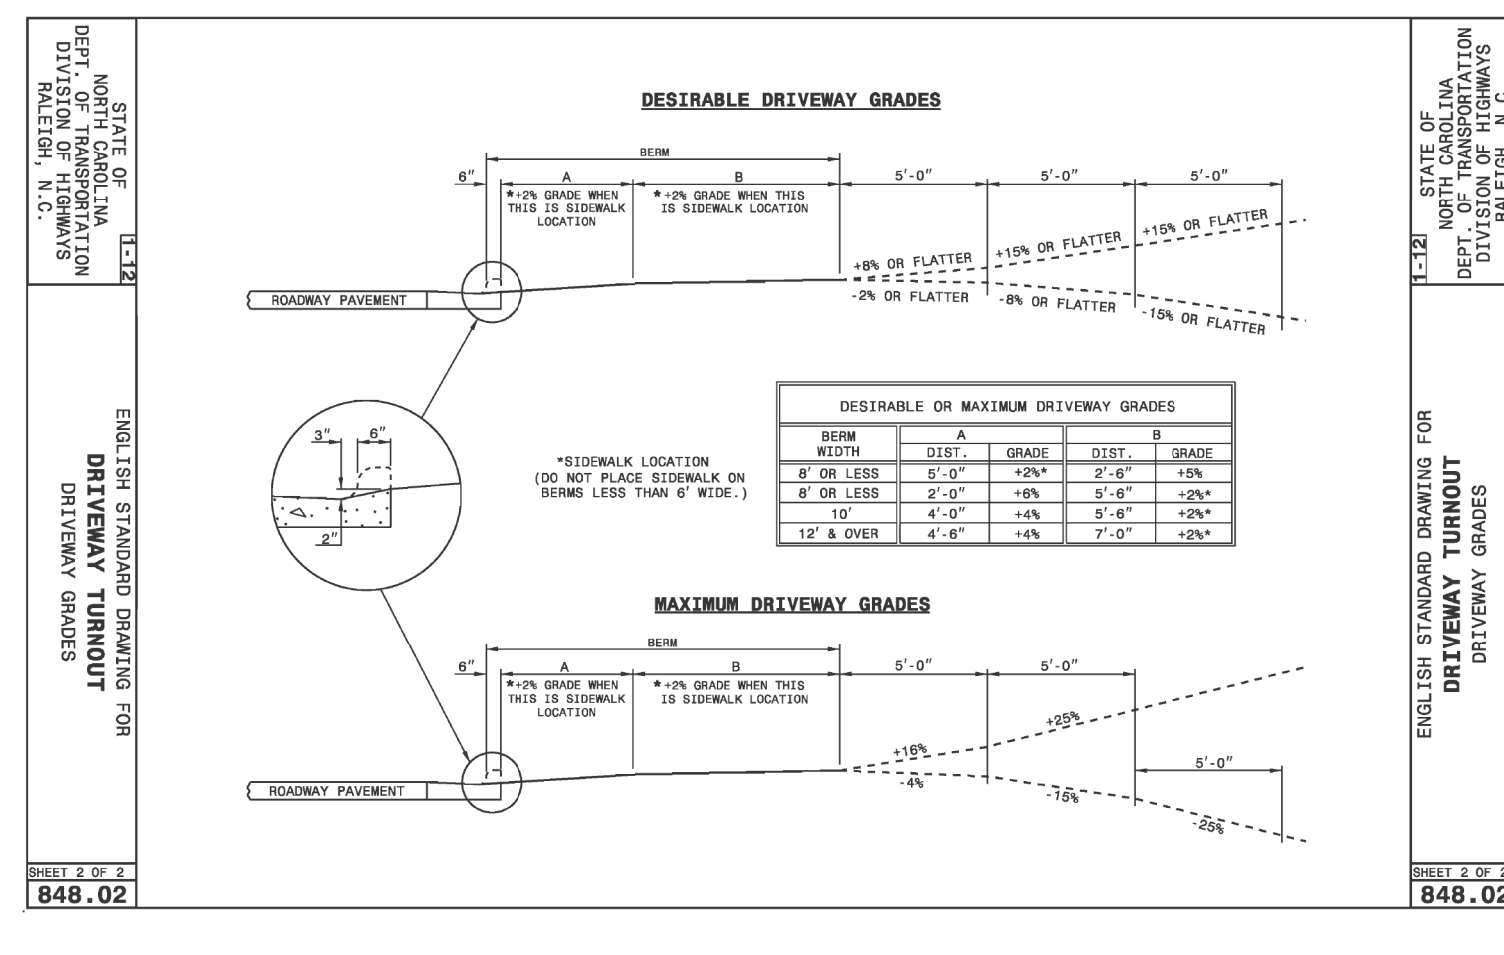 STATE OF
NORTH CAROLINA
DEPT. OF TRANSPORTATION
DIVISION OF HIGHWAYS
RALEIGH, N.C.
1-12
ENGLISH STANDARD DRAWING FOR
DRIVEWAY TURNOUT
DRIVEWAY GRADES
SHEET 2 OF 2
848.02
DESIRABLE DRIVEWAY GRADES
BERM
6" A B 5'-0" 5'-0" 5'-0"
*+2% GRADE WHEN
THIS IS SIDEWALK
LOCATION
*+2% GRADE WHEN THIS
IS SIDEWALK LOCATION
+8% OR FLATTER
+15% OR FLATTER
+15% OR FLATTER
-2% OR FLATTER
-8% OR FLATTER
-15% OR FLATTER
ROADWAY PAVEMENT
3" 6"
2"
*SIDEWALK LOCATION
(DO NOT PLACE SIDEWALK ON
BERMS LESS THAN 6' WIDE.)
DESIRABLE OR MAXIMUM DRIVEWAY GRADES
BERM
WIDTH
A B
DIST. GRADE DIST. GRADE
8' OR LESS 5'-0" +2%* 2'-6" +5%
8' OR LESS 2'-0" +6% 5'-6" +2%*
10' 4'-0" +4% 5'-6" +2%*
12' & OVER 4'-6" +4% 7'-0" +2%*
MAXIMUM DRIVEWAY GRADES
BERM
6" A B 5'-0" 5'-0"
*+2% GRADE WHEN
THIS IS SIDEWALK
LOCATION
*+2% GRADE WHEN THIS
IS SIDEWALK LOCATION
+16%
+25%
-4%
-15%
5'-0"
-25%
ROADWAY PAVEMENT
STATE OF
NORTH CAROLINA
DEPT. OF TRANSPORTATION
DIVISION OF HIGHWAYS
1-12
ENGLISH STANDARD DRAWING FOR
DRIVEWAY TURNOUT
DRIVEWAY GRADES
SHEET 2 OF 2
848.02